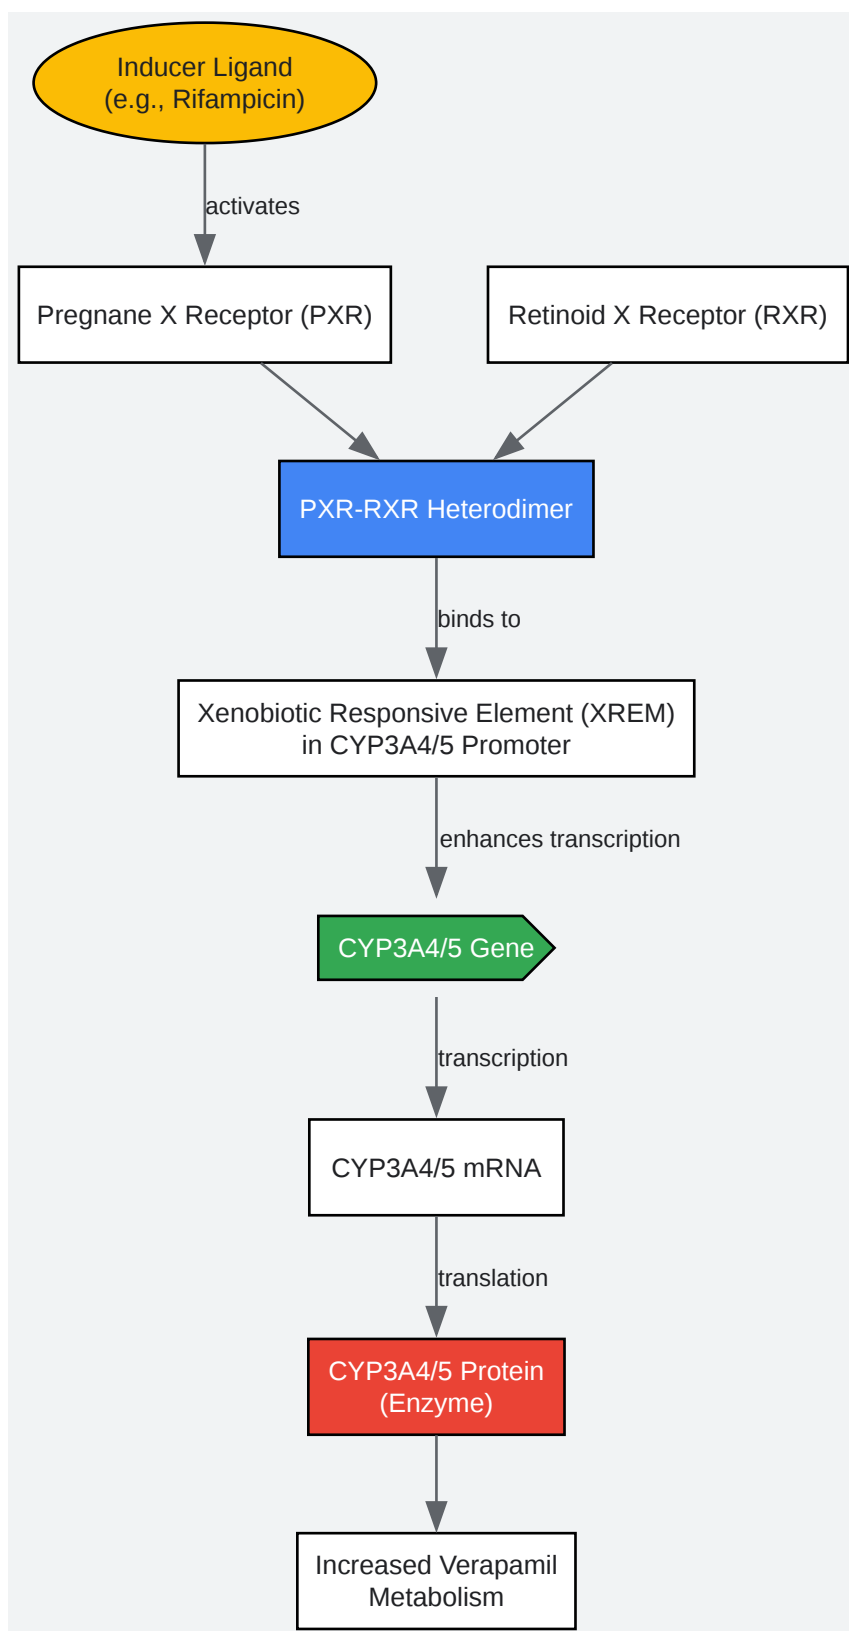 Inducer Ligand
(e.g., Rifampicin)
activates
Pregnane X Receptor (PXR)
Retinoid X Receptor (RXR)
PXR-RXR Heterodimer
binds to
Xenobiotic Responsive Element (XREM)
in CYP3A4/5 Promoter
enhances transcription
CYP3A4/5 Gene
transcription
CYP3A4/5 mRNA
translation
CYP3A4/5 Protein
(Enzyme)
Increased Verapamil
Metabolism